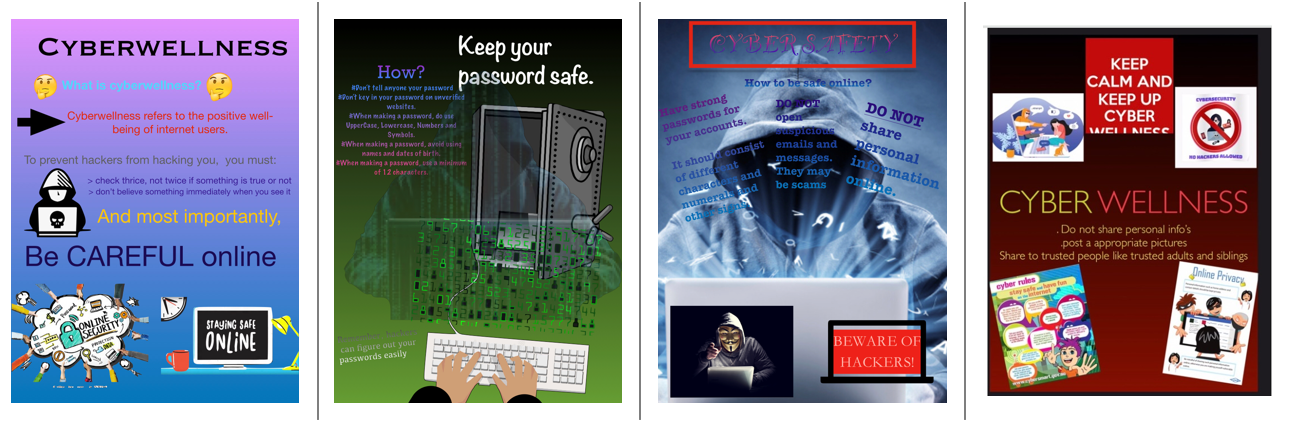 CYBERWELLNESS
What is cyberwellness?
Cyberwellness refers to the positive well-
being of internet users.
To prevent hackers from hacking you, you must:
> check thrice, not twice if something is true or not
> don't believe something immediately when you see it
And most importantly,
Be CAREFUL online
ONLINE
SECURITY
STAYING SAFE
ONLINE
Keep your
password safe.
How?
#Don't tell anyone your password
#Don't key in your password on unverified
websites.
#When making a password, do use
UpperCase, Lowercase, Numbers and
Symbols.
#When making a password, avoid using
names and dates of birth.
#When making a password, use a minimum
of 12 characters.
can figure out your
passwords easily
CYBER SAFETY
How to be safe online?
Have strong
passwords for
your accounts.
It should consist
of different
characters and
numerals and
other signs
DO NOT
open
suspicious
emails and
messages.
They may
be scams
DO NOT
share
personal
information
online.
BEWARE OF
HACKERS!
KEEP
CALM AND
KEEP UP
CYBER
WELLNESS
CYBERSECURITY
NO HACKERS ALLOWED
CYBER WELLNESS
. Do not share personal info's
.post a appropriate pictures
Share to trusted people like trusted adults and siblings
cyber rules
stay safe and have fun
on the internet
Online Privacy